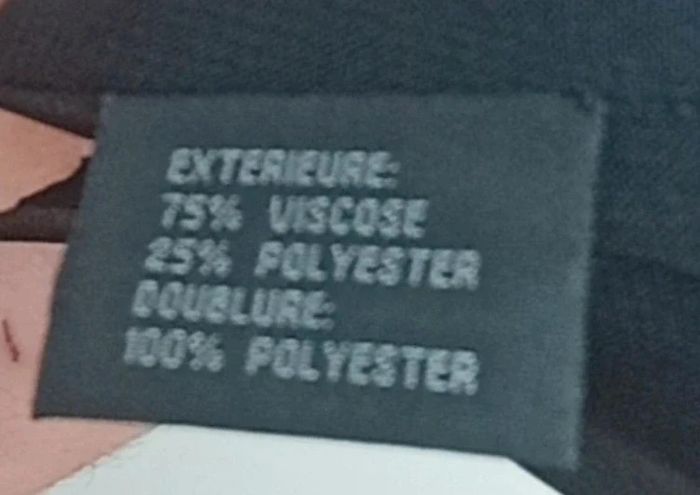 EXTERIEURE:
75% VISCOSE
25% POLYESTER
DOUBLURE:
100% POLYESTER